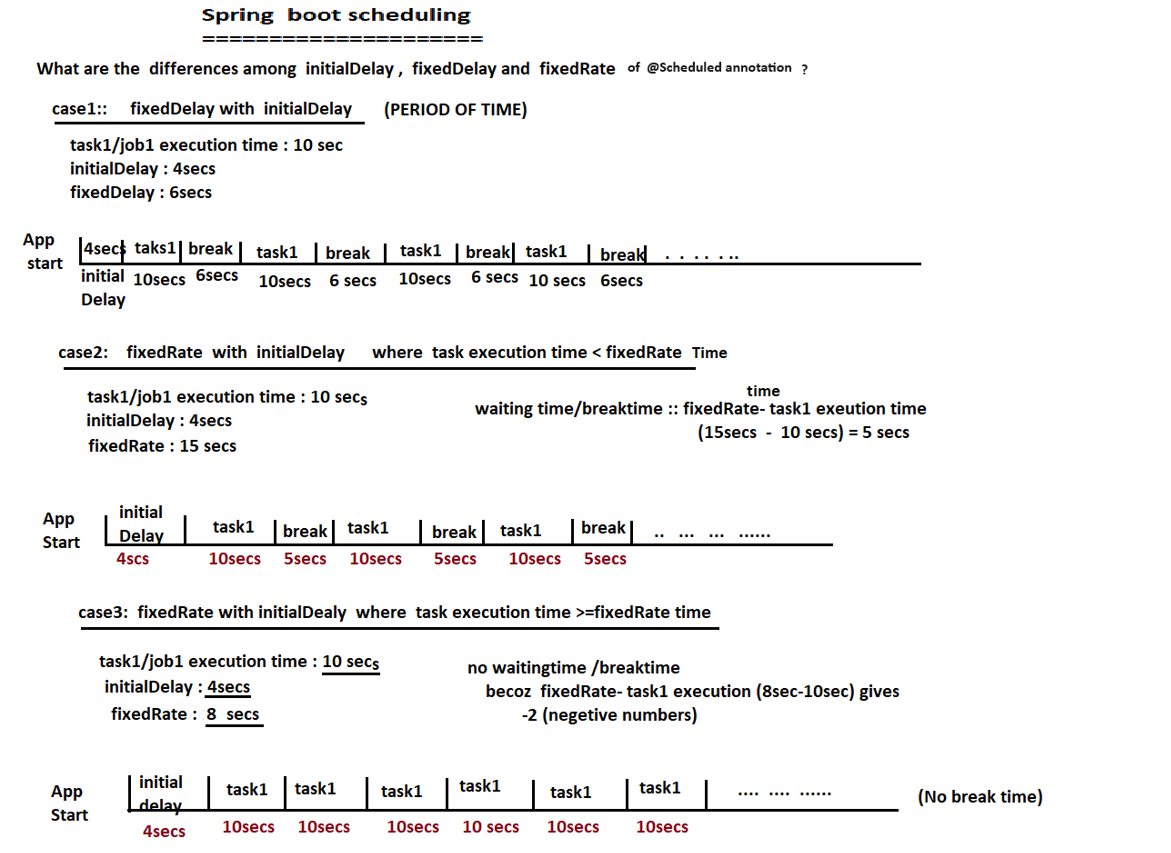 Spring boot scheduling
=====================
What are the differences among initialDelay , fixedDelay and fixedRate of @Scheduled annotation ?
case1:: fixedDelay with initialDelay (PERIOD OF TIME)
task1/job1 execution time : 10 sec
initialDelay : 4secs
fixedDelay : 6secs
App start
4secs taks1 break task1 break task1 break task1 break . . . . . ..
initial Delay 10secs 6secs 10secs 6 secs 10secs 6 secs 10 secs 6secs
case2: fixedRate with initialDelay where task execution time < fixedRate Time
task1/job1 execution time : 10 secs
initialDelay : 4secs
fixedRate : 15 secs
time
waiting time/breaktime :: fixedRate- task1 exeution time
(15secs - 10 secs) = 5 secs
App Start
initial Delay task1 break task1 break task1 break .. ... ... ......
4scs 10secs 5secs 10secs 5secs 10secs 5secs
case3: fixedRate with initialDealy where task execution time >=fixedRate time
task1/job1 execution time : 10 secs
initialDelay : 4secs
fixedRate : 8 secs
no waitingtime /breaktime
becoz fixedRate- task1 execution (8sec-10sec) gives
-2 (negetive numbers)
App Start
initial delay task1 task1 task1 task1 task1 task1 .... .... ...... (No break time)
4secs 10secs 10secs 10secs 10 secs 10secs 10secs